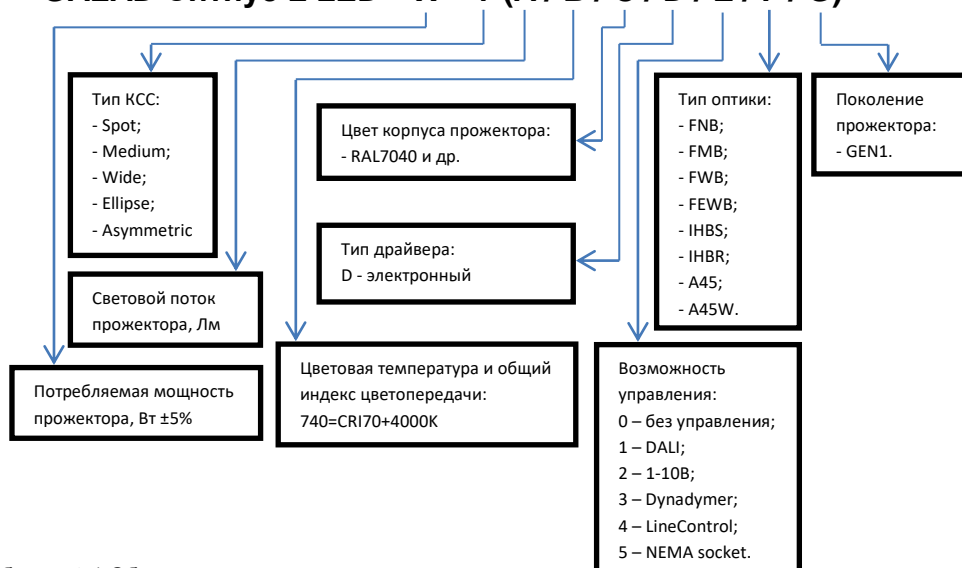 Тип КСС:
- Spot;
- Medium;
- Wide;
- Ellipse;
- Asymmetric
Световой поток
прожектора, Лм
Потребляемая мощность
прожектора, Вт ±5%
Цвет корпуса прожектора:
- RAL7040 и др.
Тип драйвера:
D - электронный
Цветовая температура и общий
индекс цветопередачи:
740=CRI70+4000K
Тип оптики:
- FNB;
- FMB;
- FWB;
- FEWB;
- IHBS;
- IHBR;
- A45;
- A45W.
Возможность
управления;
0 – без управления;
1 – DALI;
2 – 1-10В;
3 – Dynadymer;
4 – LineControl;
5 – NEMA socket.
Поколение
прожектора:
- GEN1.